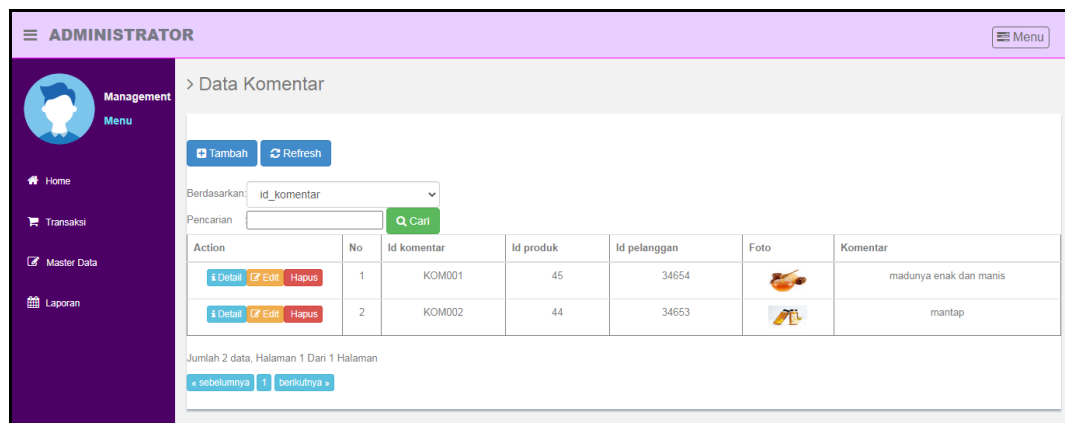 ADMINISTRATOR
Menu
> Data Komentar
Management
Menu
Home
Transaksi
Master Data
Laporan
Tambah Refresh
Berdasarkan: id_komentar
Pencarian : Cari
Action No Id komentar Id produk Id pelanggan Foto Komentar
Detail Edit Hapus 1 KOM001 45 34654 madunya enak dan manis
Detail Edit Hapus 2 KOM002 44 34653 mantap
Jumlah 2 data, Halaman 1 Dari 1 Halaman
« sebelumnya 1 berikutnya »